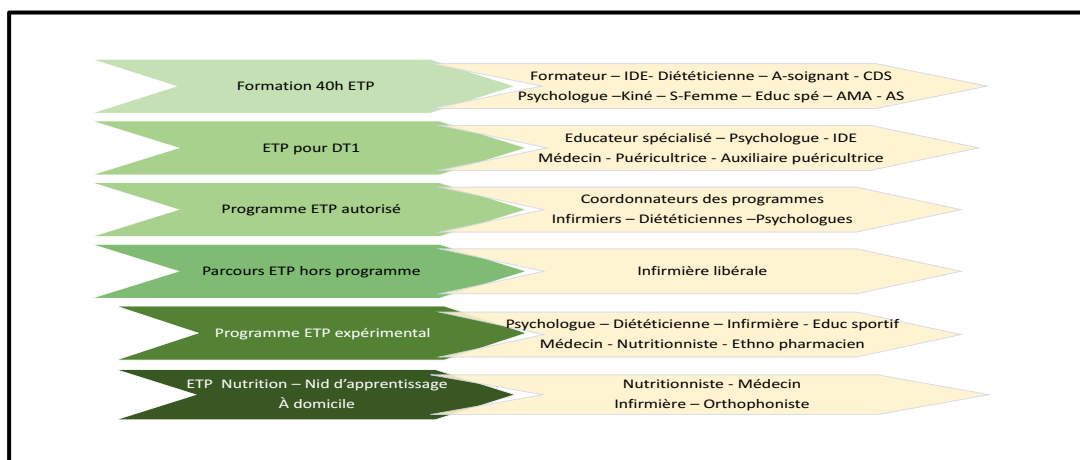 Formation 40h ETP
Formateur – IDE- Diététicienne – A-soignant - CDS
Psychologue –Kiné – S-Femme – Educ spé – AMA - AS
ETP pour DT1
Educateur spécialisé – Psychologue - IDE
Médecin - Puéricultrice - Auxiliaire puéricultrice
Programme ETP autorisé
Coordonnateurs des programmes
Infirmiers – Diététiciennes –Psychologues
Parcours ETP hors programme
Infirmière libérale
Programme ETP expérimental
Psychologue – Diététicienne – Infirmière - Educ sportif
Médecin - Nutritionniste - Ethno pharmacien
ETP Nutrition – Nid d'apprentissage
À domicile
Nutritionniste - Médecin
Infirmière – Orthophoniste